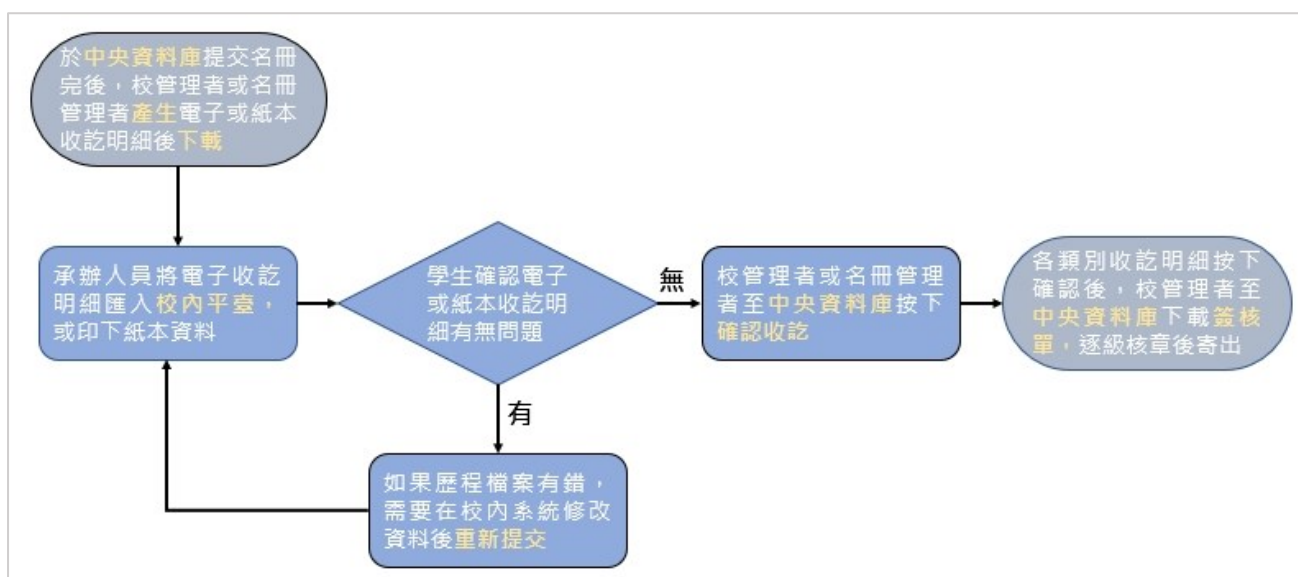 於中央資料庫提交名冊
完後，校管理者或名冊
管理者產生電子或紙本
收訖明細後下載
承辦人員將電子收訖
明細匯入校內平臺，
或印下紙本資料
學生確認電子
或紙本收訖明
細有無問題
無
校管理者或名冊管理
者至中央資料庫按下
確認收訖
各類別收訖明細按下
確認後，校管理者至
中央資料庫下載簽核
單，逐級核章後寄出
有
如果歷程檔案有錯，
需要在校內系統修改
資料後重新提交